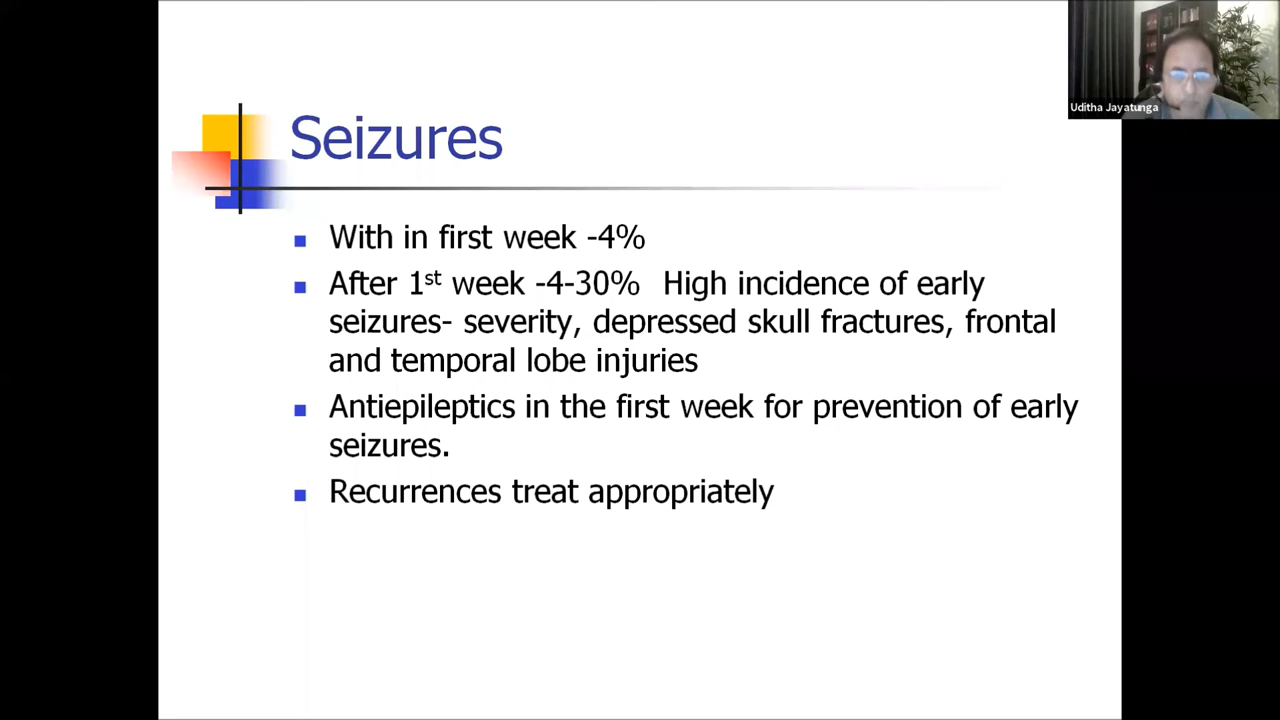 Uditha Jayatunga
Seizures
With in first week -4%
After 1st week -4-30%  High incidence of early
seizures- severity, depressed skull fractures, frontal
and temporal lobe injuries
Antiepileptics in the first week for prevention of early
seizures.
Recurrences treat appropriately